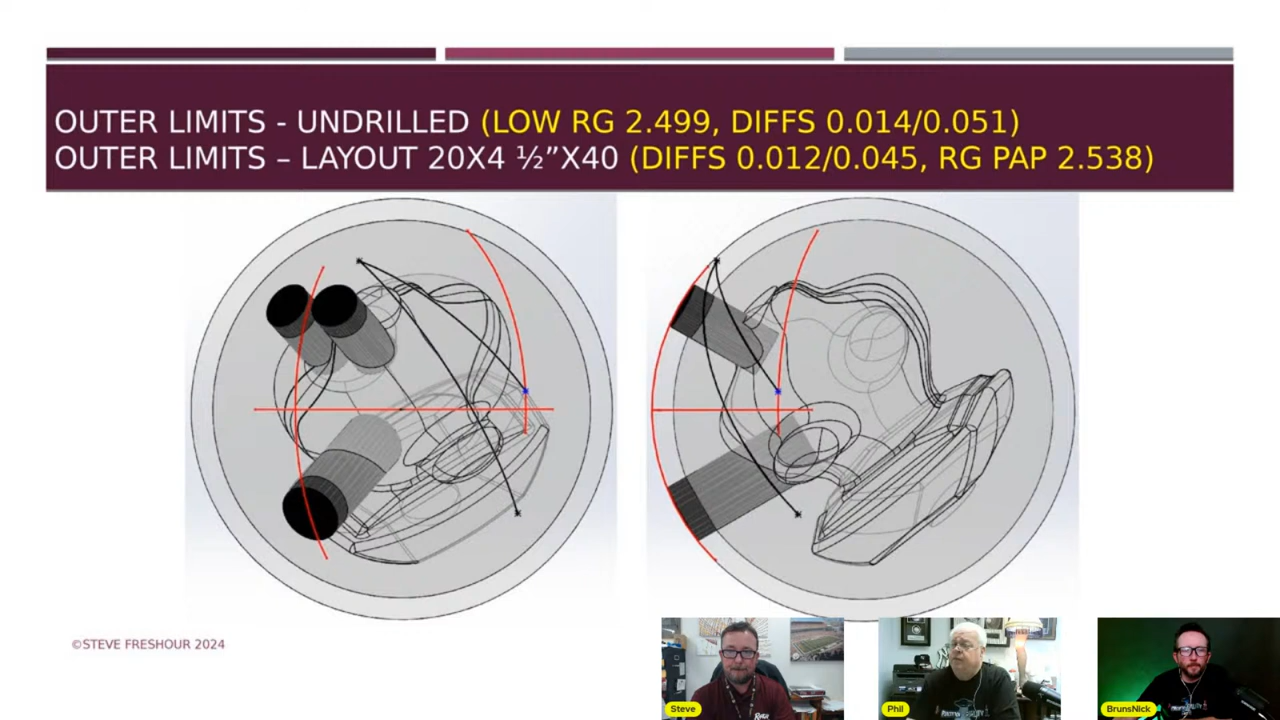 OUTER LIMITS - UNDRILLED (LOW RG 2.499, DIFFS 0.014/0.051)
OUTER LIMITS – LAYOUT 20X4 ½”X40 (DIFFS 0.012/0.045, RG PAP 2.538)
©STEVE FRESHOUR 2024
Steve
Phil
BrunsNick